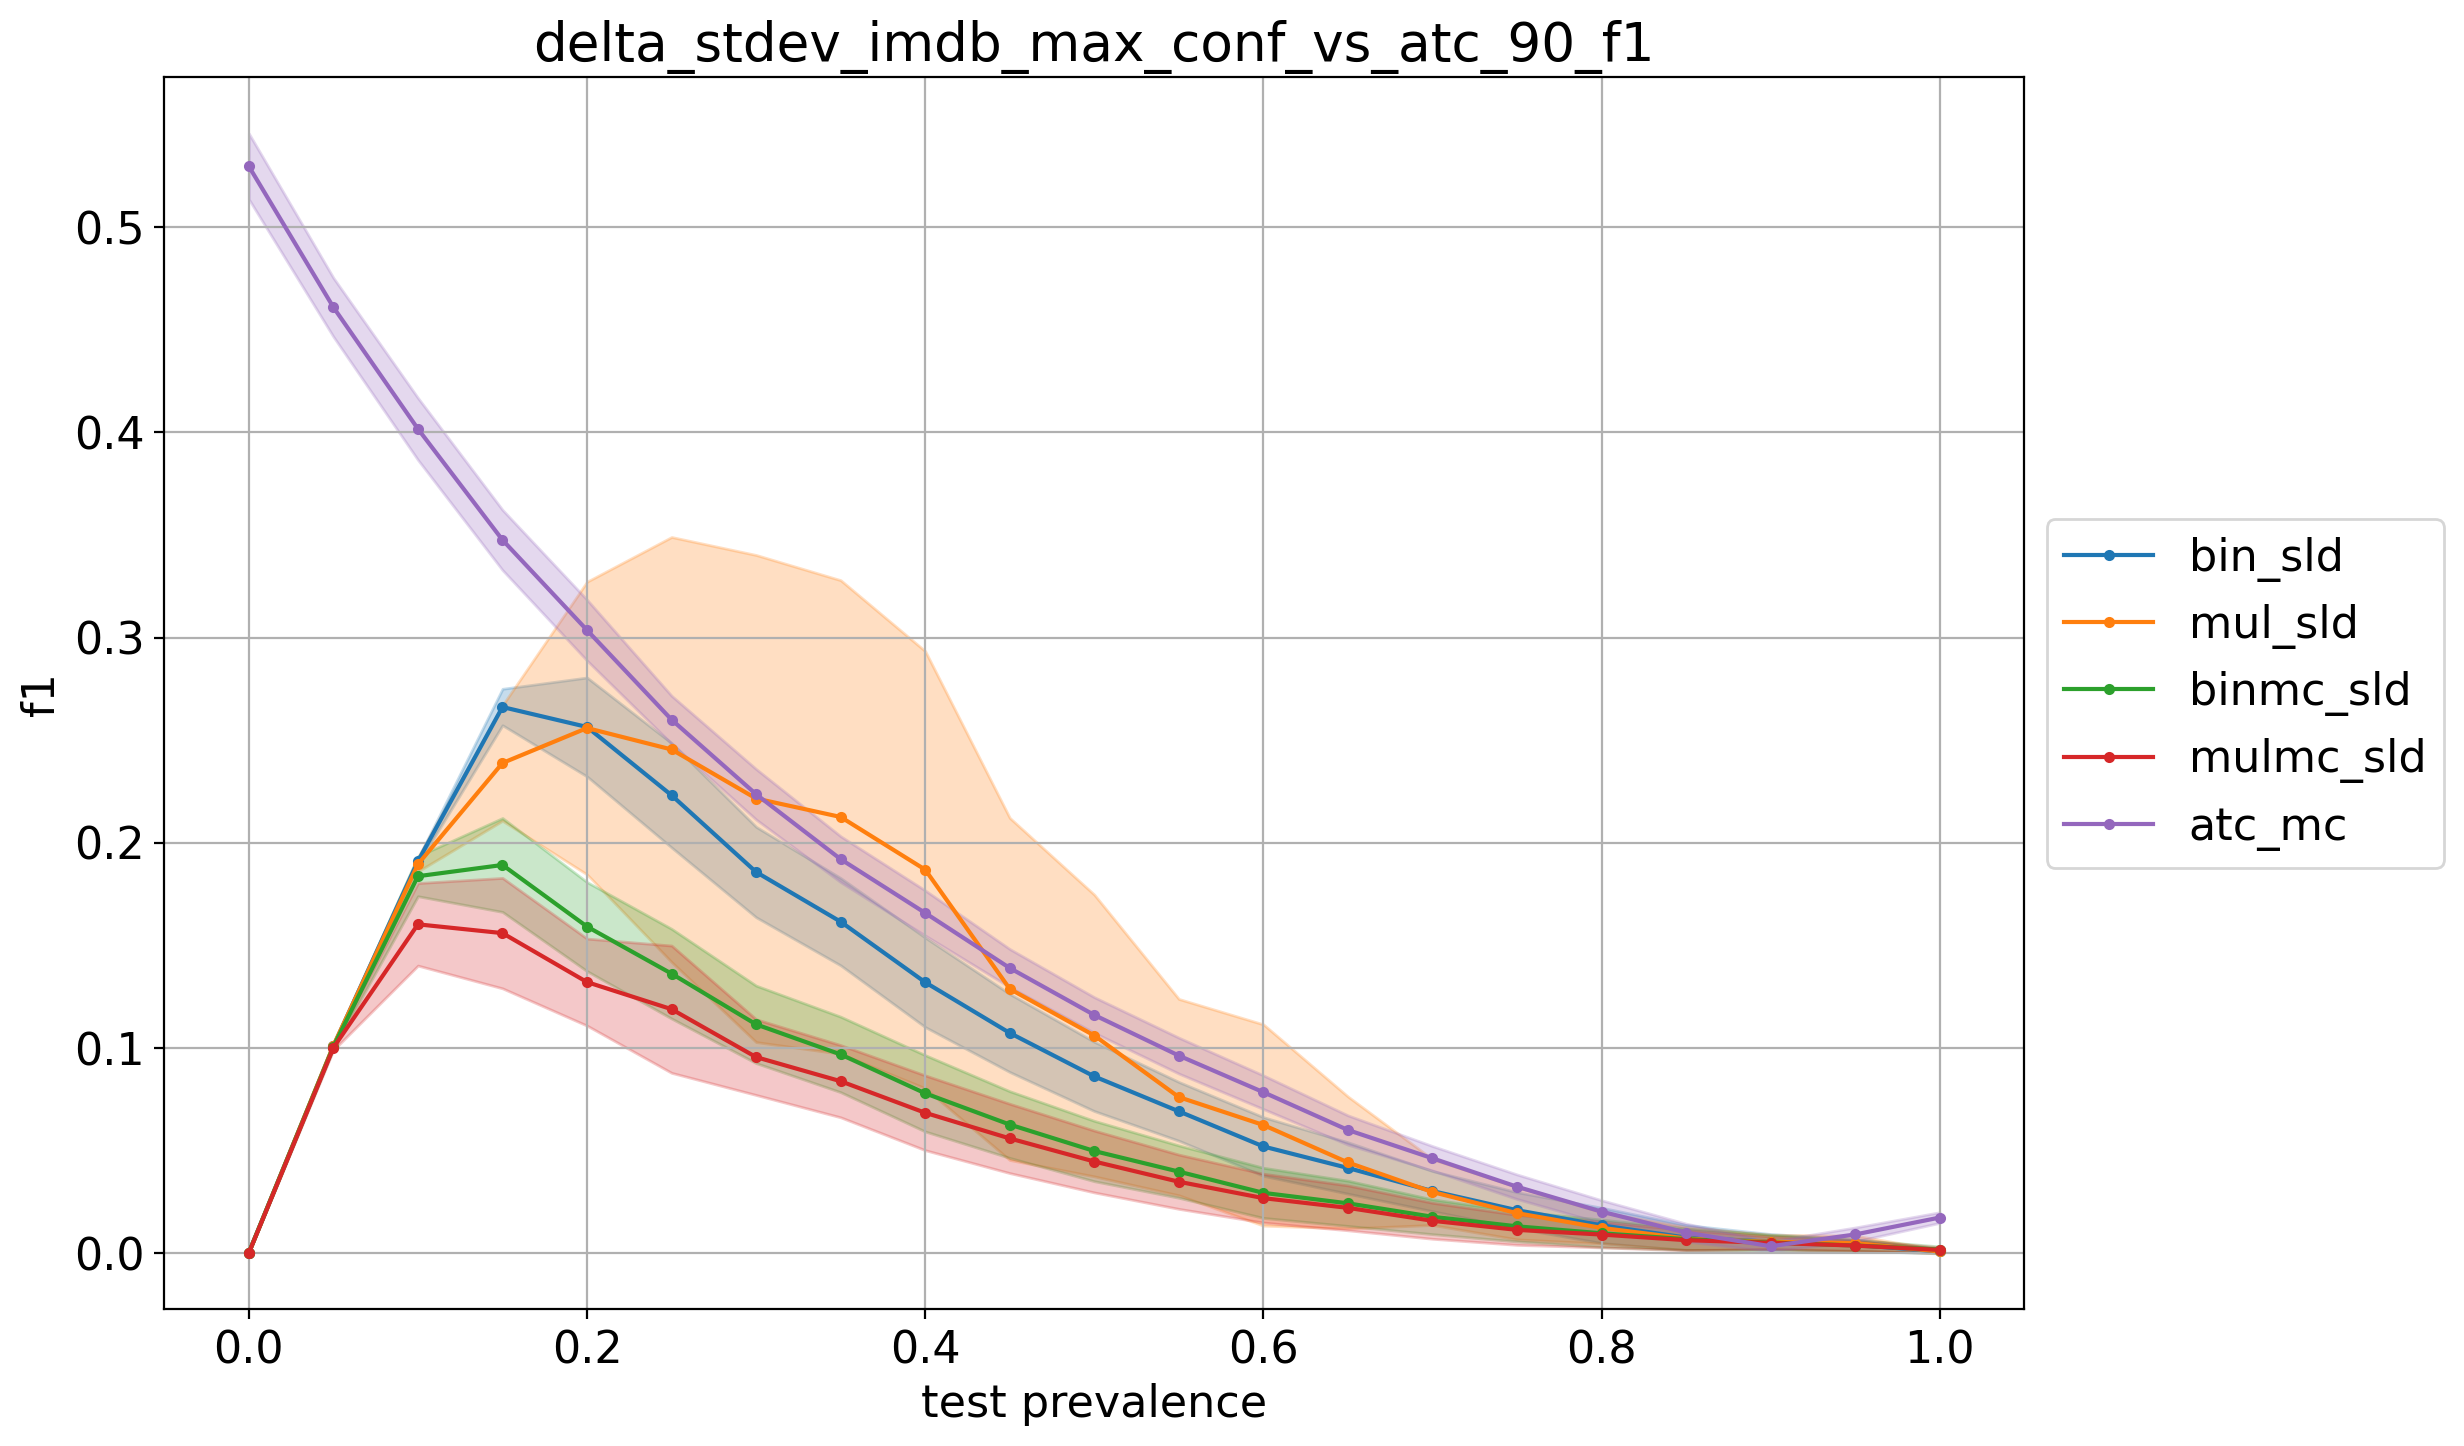 delta_stdev_imdb_max_conf_vs_atc_90_f1
f1
0.5
0.4
0.3
0.2
0.1
0.0
0.0 0.2 0.4 0.6 0.8 1.0
test prevalence
bin_sld
mul_sld
binmc_sld
mulmc_sld
atc_mc